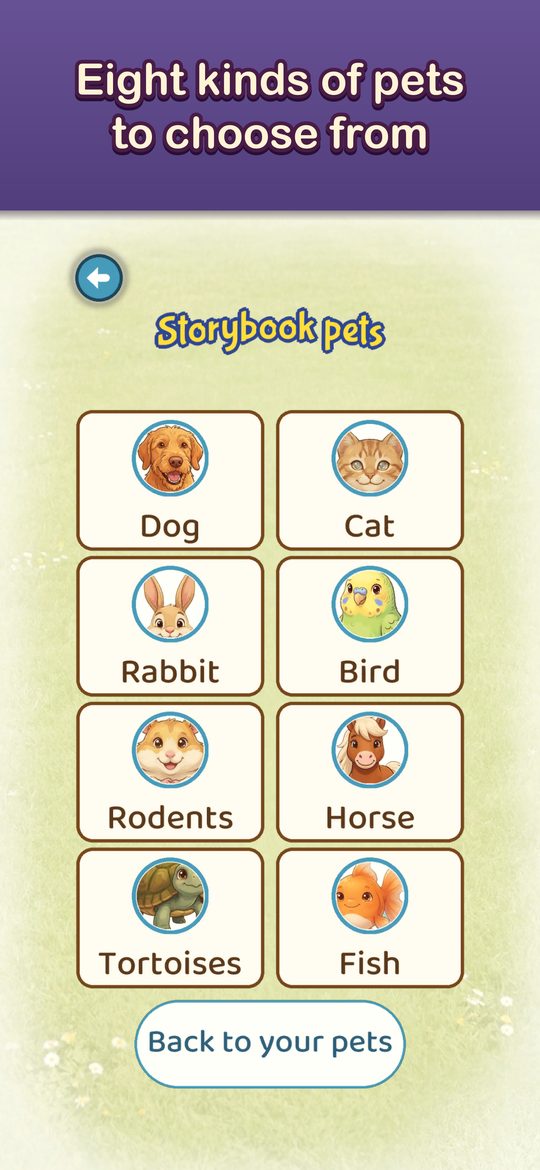 Eight kinds of pets
to choose from
Storybook pets
Dog
Cat
Rabbit
Bird
Rodents
Horse
Tortoises
Fish
Back to your pets